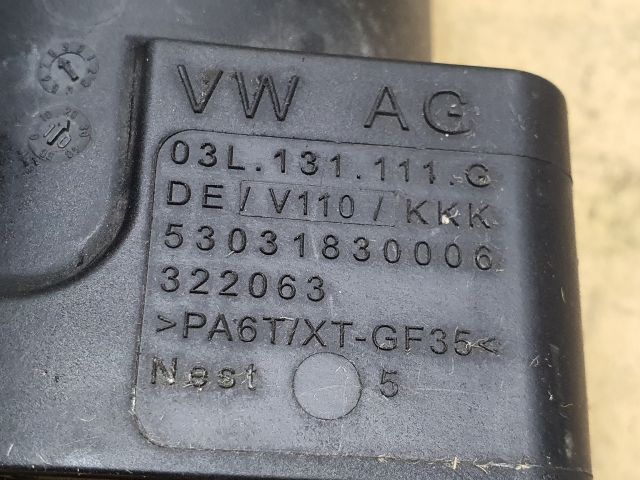 VW AG
03L.131.111.G
DE/V110/KKK
53031830006
322063
>PA6T/XT-GF35<
Nest 5